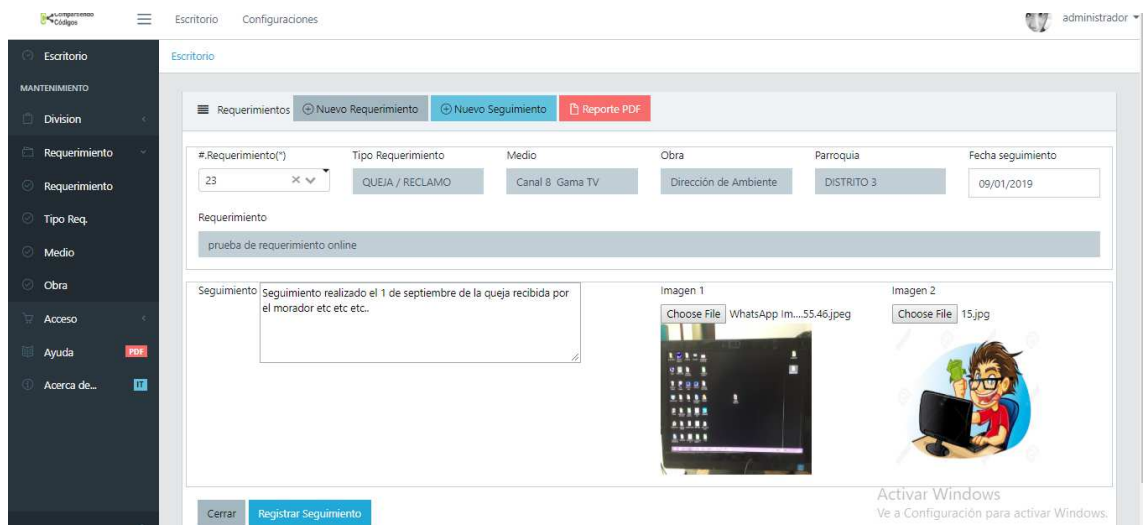 Compartiendo
Códigos
Escritorio Configuraciones administrador
Escritorio
Escritorio
MANTENIMIENTO
Division
Requerimiento
Requerimiento
Tipo Req.
Medio
Obra
Acceso
Ayuda PDF
Acerca de... IT
Requerimientos Nuevo Requerimiento Nuevo Seguimiento Reporte PDF
#.Requerimiento(*) Tipo Requerimiento Medio Obra Parroquia Fecha seguimiento
23 QUEJA / RECLAMO Canal 8 Gama TV Dirección de Ambiente DISTRITO 3 09/01/2019
Requerimiento
prueba de requerimiento online
Seguimiento
Seguimiento realizado el 1 de septiembre de la queja recibida por
el morador etc etc etc..
Imagen 1 Imagen 2
Choose File WhatsApp Im....55.46.jpeg Choose File 15.jpg
Cerrar Registrar Seguimiento
Activar Windows
Ve a Configuración para activar Windows.